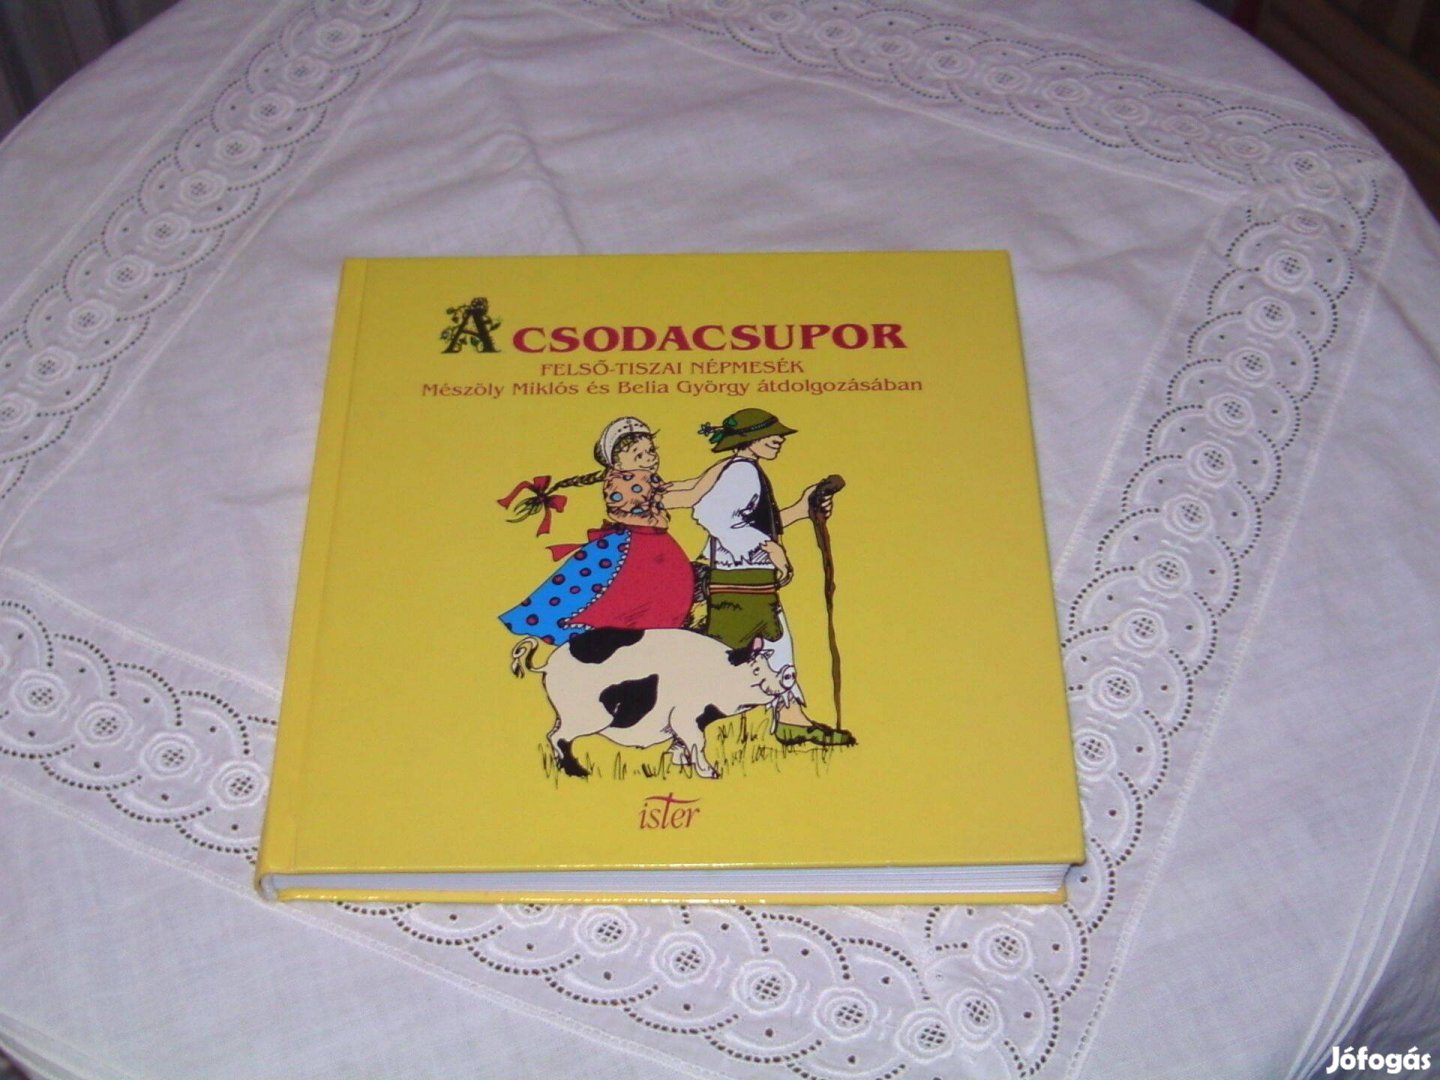 A CSODACSUPOR
FELSŐ-TISZAI NÉPMESÉK
Mészöly Miklós és Belia György átdolgozásában
ister
Jófogás